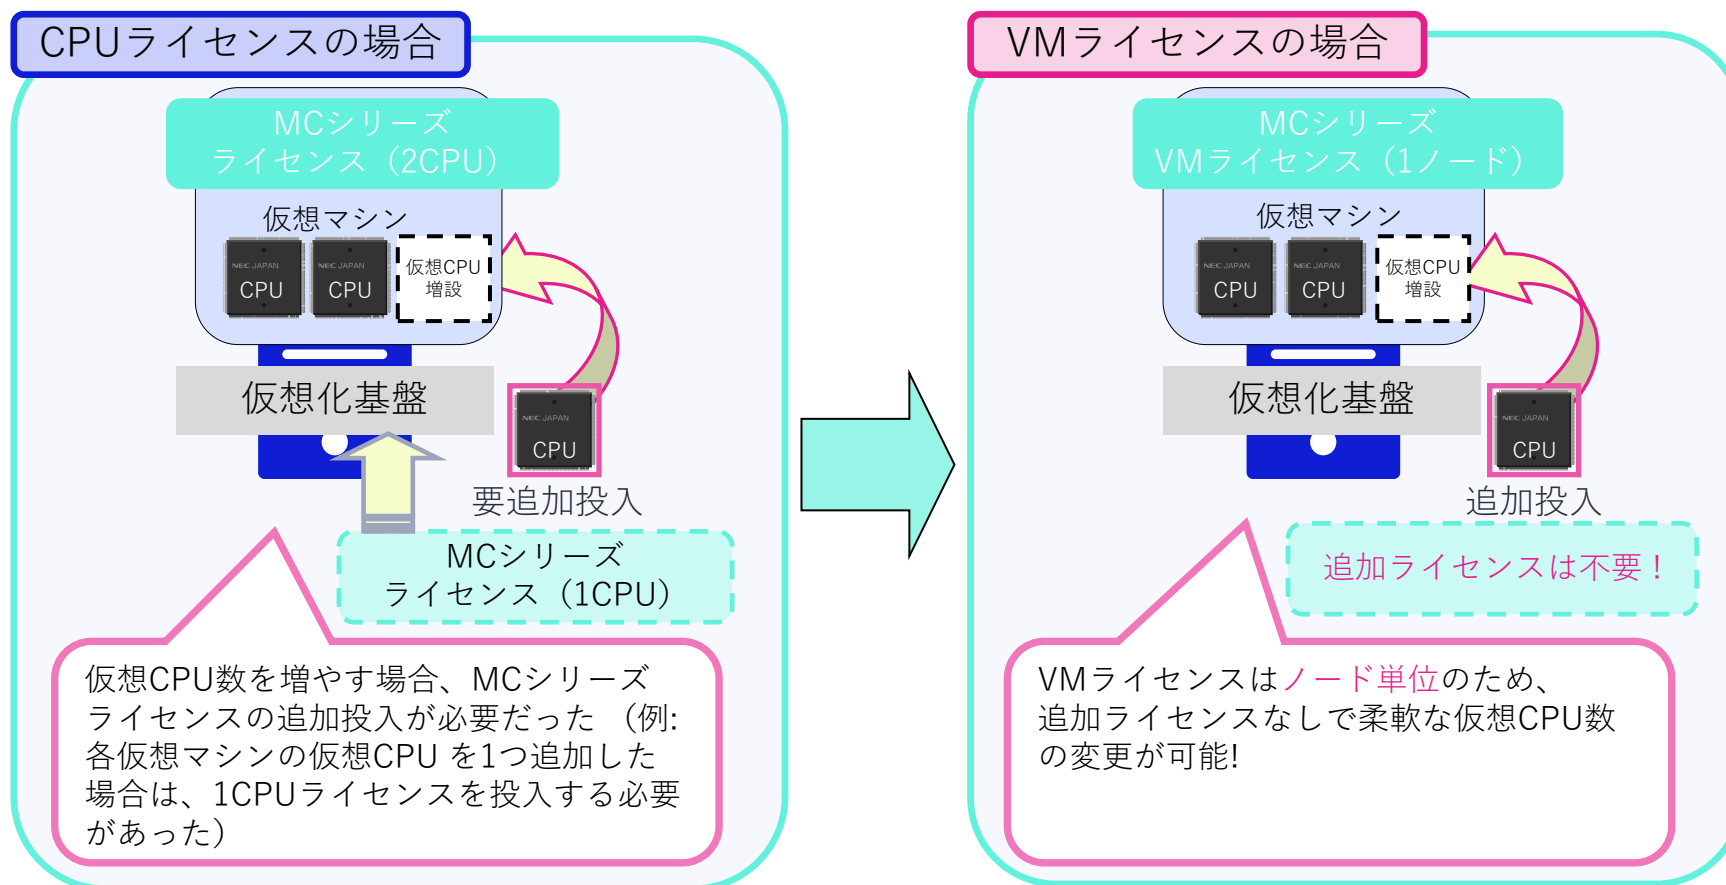 CPUライセンスの場合
MCシリーズ
ライセンス（2CPU）
仮想マシン
NEC JAPAN
CPU
NEC JAPAN
CPU
仮想CPU
増設
仮想化基盤
NEC JAPAN
CPU
要追加投入
MCシリーズ
ライセンス（1CPU）
仮想CPU数を増やす場合、MCシリーズ
ライセンスの追加投入が必要だった （例:
各仮想マシンの仮想CPU を1つ追加した
場合は、1CPUライセンスを投入する必要
があった）
VMライセンスの場合
MCシリーズ
VMライセンス（1ノード）
仮想マシン
NEC JAPAN
CPU
NEC JAPAN
CPU
仮想CPU
増設
仮想化基盤
NEC JAPAN
CPU
追加投入
追加ライセンスは不要！
VMライセンスはノード単位のため、
追加ライセンスなしで柔軟な仮想CPU数
の変更が可能!